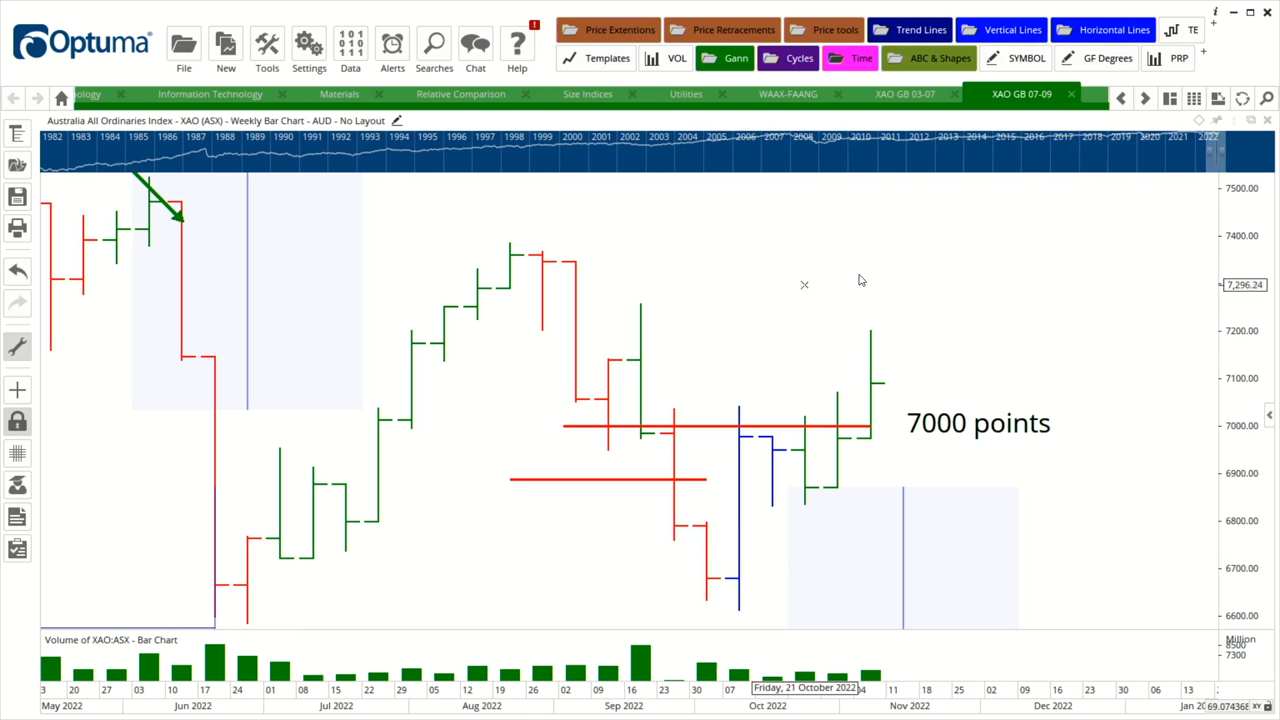 Optuma
File
New
Tools
Settings
Data
Alerts
Searches
Chat
Help
Price Extentions
Price Retracements
Price tools
Trend Lines
Vertical Lines
Horizontal Lines
TE
Templates
VOL
Gann
Cycles
Time
ABC & Shapes
SYMBOL
GF Degrees
PRP
ology
Information Technology
Materials
Relative Comparison
Size Indices
Utilities
WAAX-FAANG
XAO GB 03-07
XAO GB 07-09
Australia All Ordinaries Index - XAO (ASX) - Weekly Bar Chart - AUD - No Layout
1982 1983 1984 1985 1986 1987 1988 1989 1990 1991 1992 1993 1994 1995 1996 1997 1998 1999 2000 2001 2002 2003 2004 2005 2006 2007 2008 2009 2010 2011 2012 2013 2014 2015 2016 2017 2018 2019 2020 2021 2022
7500.00
7400.00
7,296.24
7200.00
7100.00
7000 points
7000.00
6900.00
6800.00
6700.00
6600.00
Volume of XAO:ASX - Bar Chart
Million
8500
7300
3 20 27 03 10 17 24 01 08 15 22 29 05 12 19 26 02 09 16 23 30 07 Friday, 21 October 2022 04 11 18 25 02 09 16 23 30 06 13
May 2022 Jun 2022 Jul 2022 Aug 2022 Sep 2022 Oct 2022 Nov 2022 Dec 2022 Jan 20 69.074368 XY